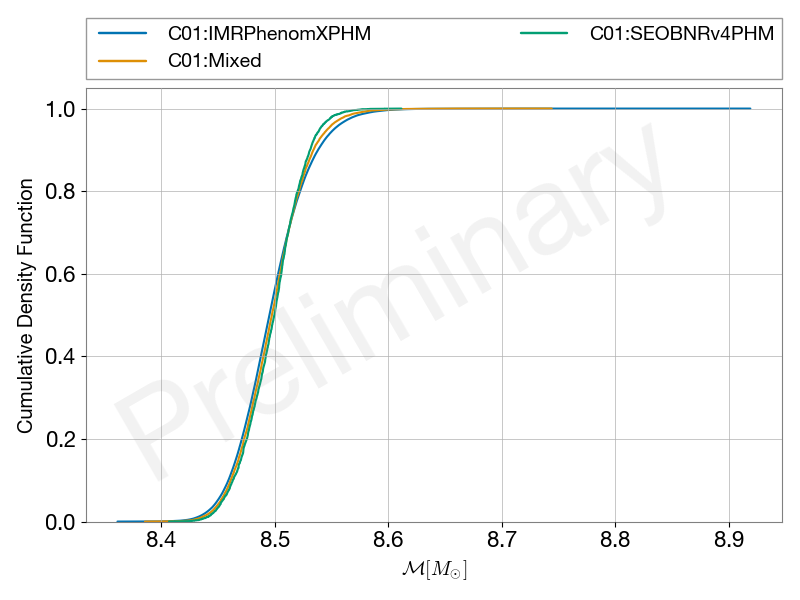 C01:IMRPhenomXPHM
C01:Mixed
C01:SEOBNRv4PHM
1.0
0.8
0.6
0.4
0.2
0.0
Cumulative Density Function
Preliminary
8.4 8.5 8.6 8.7 8.8 8.9
ℳ[M⊙]